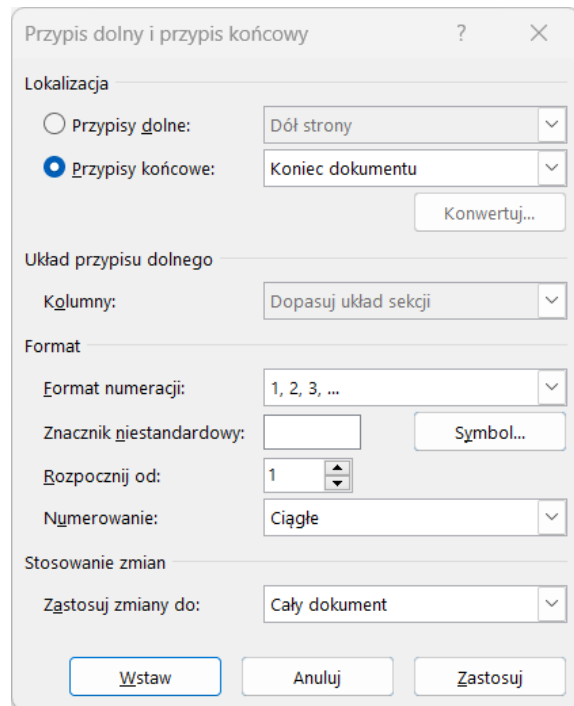 Przypis dolny i przypis końcowy ?
Lokalizacja
Przypisy dolne: Dół strony
Przypisy końcowe: Koniec dokumentu
Konwertuj...
Układ przypisu dolnego
Kolumny: Dopasuj układ sekcji
Format
Format numeracji: 1, 2, 3, ...
Znacznik niestandardowy: Symbol...
Rozpocznij od: 1
Numerowanie: Ciągłe
Stosowanie zmian
Zastosuj zmiany do: Cały dokument
Wstaw Anuluj Zastosuj